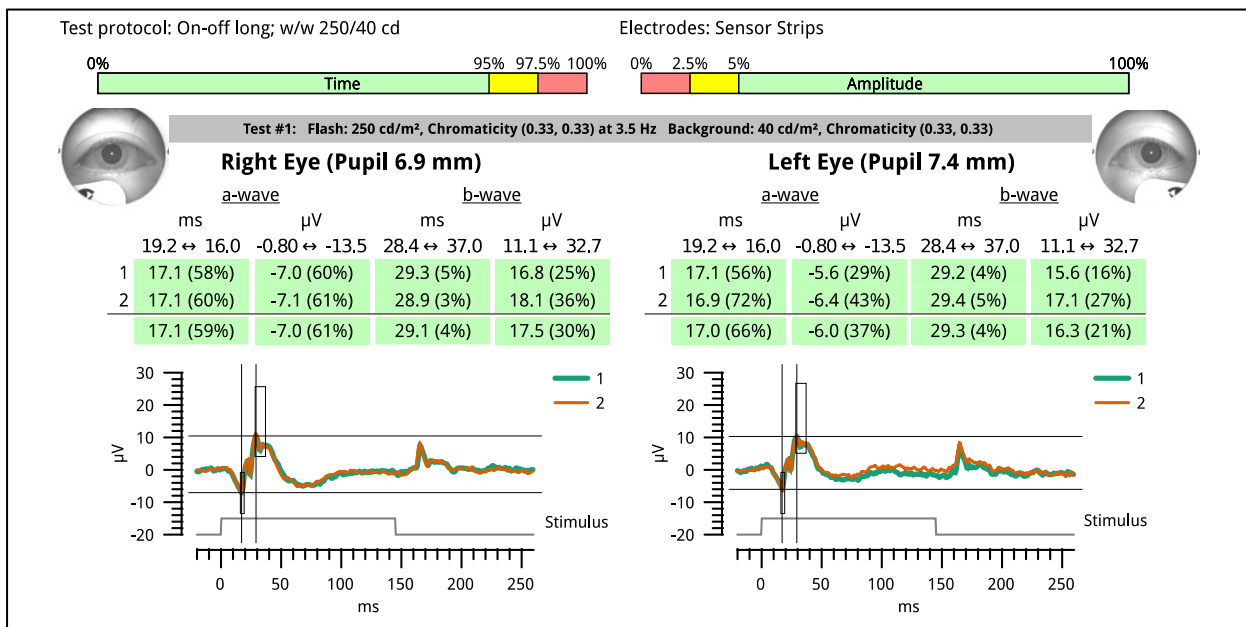 Test protocol: On-off long; w/w 250/40 cd Electrodes: Sensor Strips
0% 95% 97.5% 100% 0% 2.5% 5% 100%
Time Amplitude
Test #1: Flash: 250 cd/m², Chromaticity (0.33, 0.33) at 3.5 Hz Background: 40 cd/m², Chromaticity (0.33, 0.33)
Right Eye (Pupil 6.9 mm) Left Eye (Pupil 7.4 mm)
a-wave b-wave a-wave b-wave
ms µV ms µV ms µV ms µV
19.2 ↔ 16.0 -0.80 ↔ -13.5 28.4 ↔ 37.0 11.1 ↔ 32.7 19.2 ↔ 16.0 -0.80 ↔ -13.5 28.4 ↔ 37.0 11.1 ↔ 32.7
1 17.1 (58%) -7.0 (60%) 29.3 (5%) 16.8 (25%) 1 17.1 (56%) -5.6 (29%) 29.2 (4%) 15.6 (16%)
2 17.1 (60%) -7.1 (61%) 28.9 (3%) 18.1 (36%) 2 16.9 (72%) -6.4 (43%) 29.4 (5%) 17.1 (27%)
17.1 (59%) -7.0 (61%) 29.1 (4%) 17.5 (30%) 17.0 (66%) -6.0 (37%) 29.3 (4%) 16.3 (21%)
30 1 30 1
20 2 20 2
10 10
µV 0 µV 0
-10 -10
-20 Stimulus -20 Stimulus
0 50 100 150 200 250 0 50 100 150 200 250
ms ms